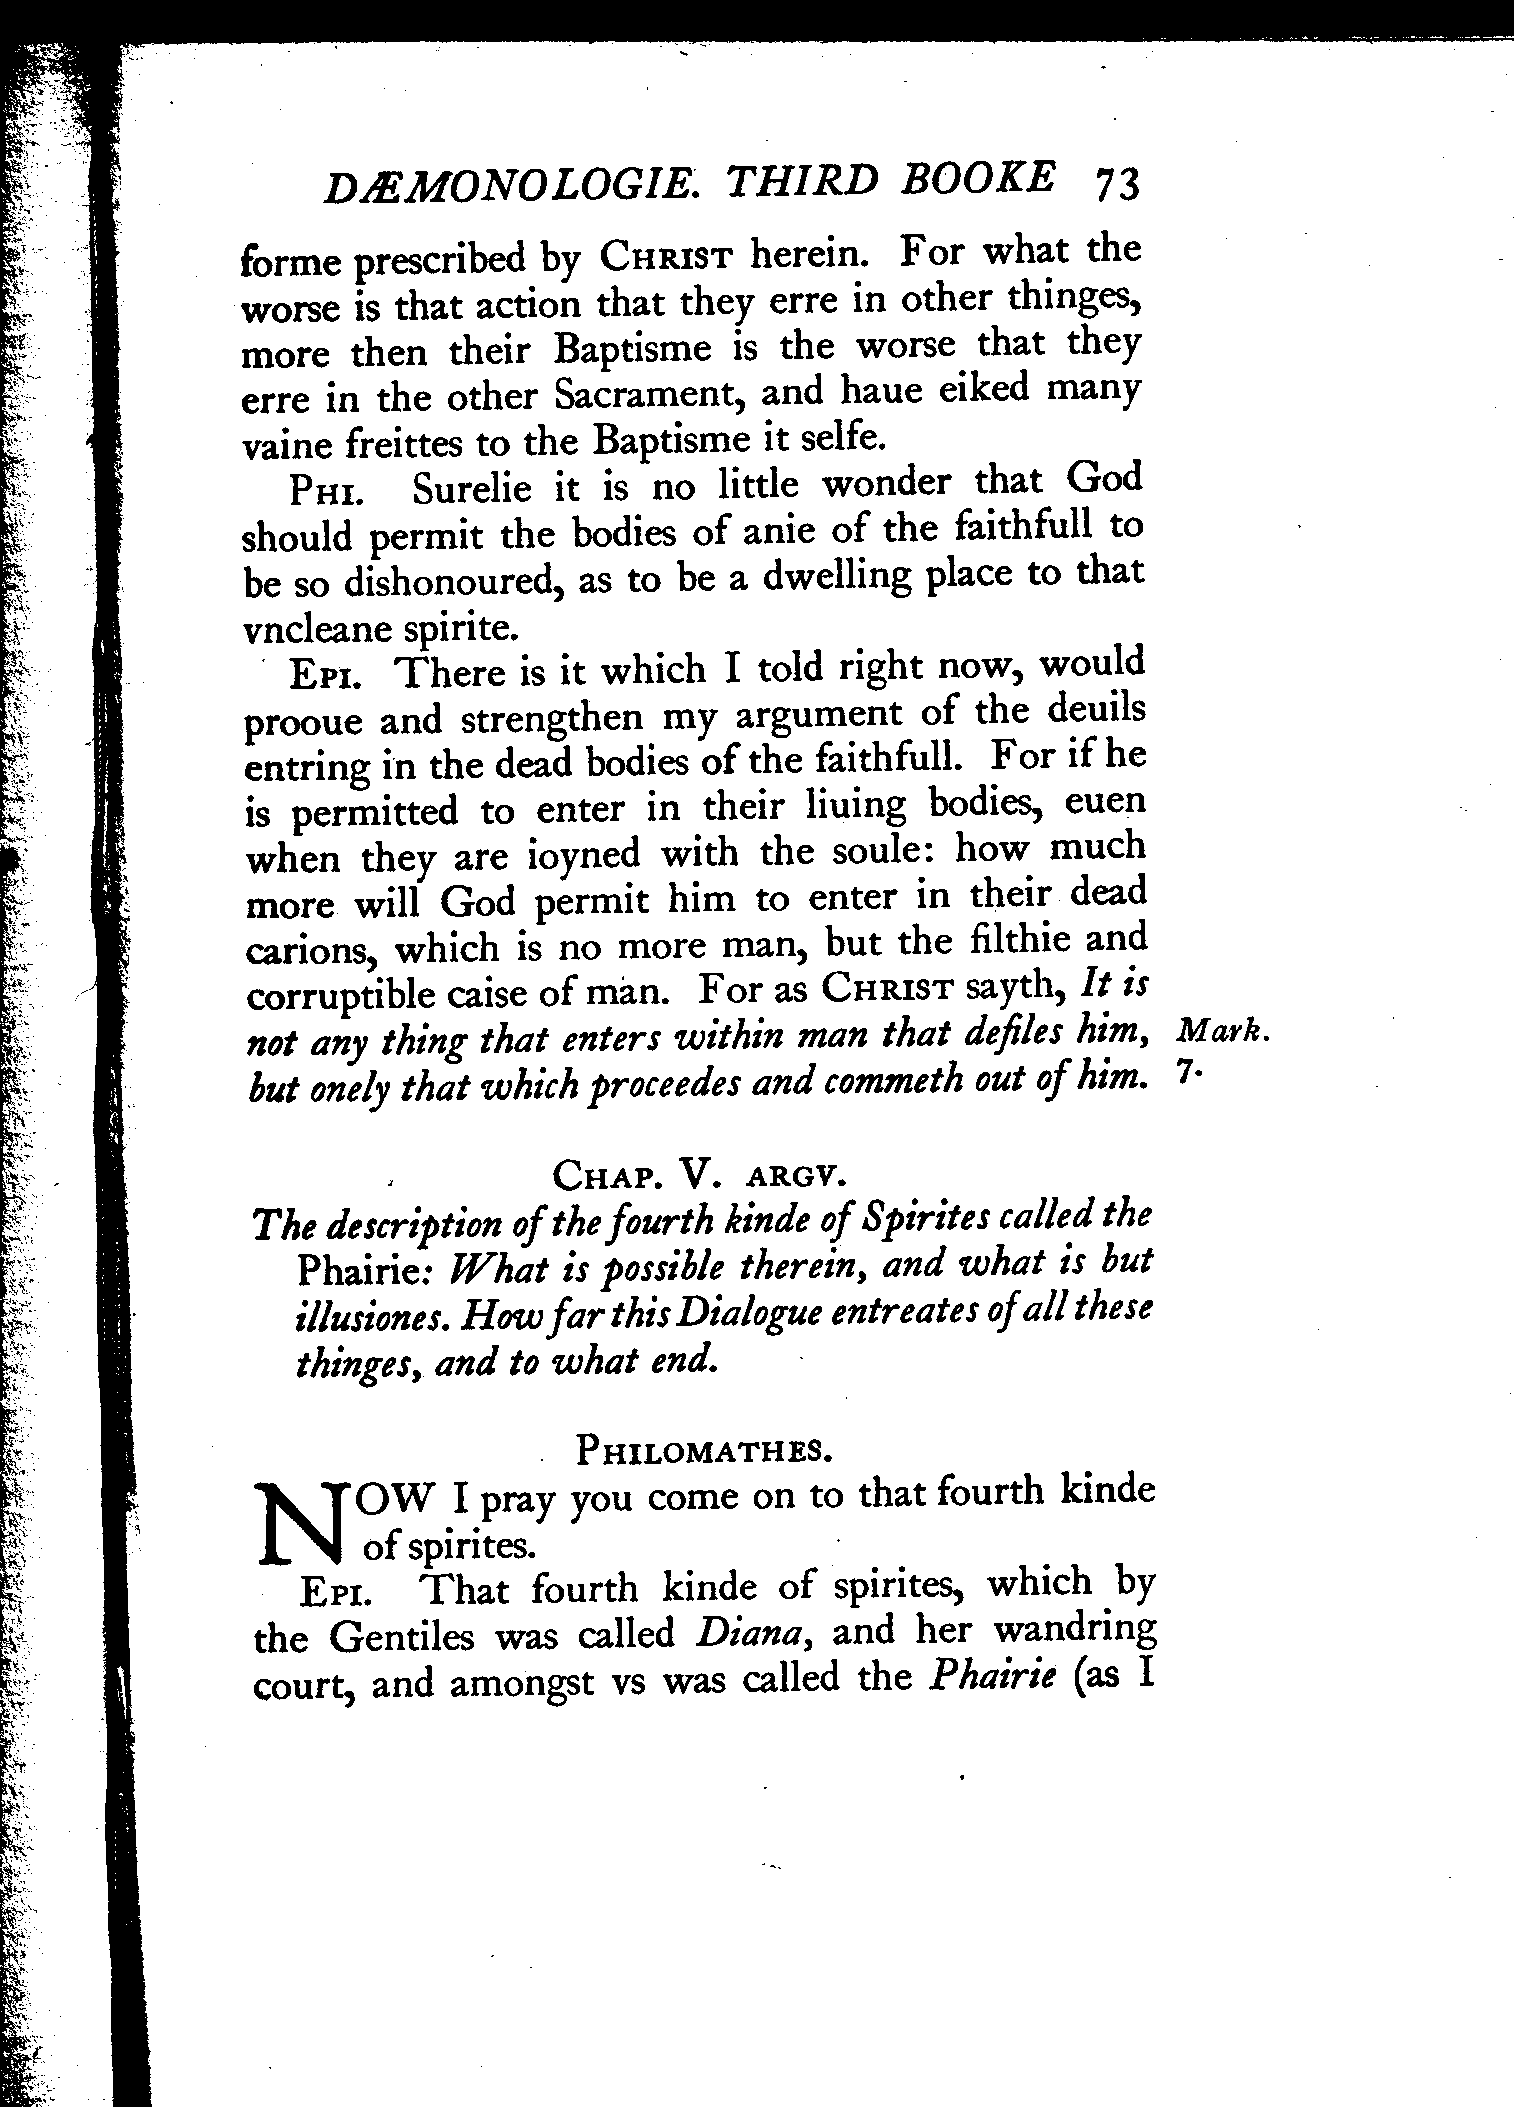 DÆMONOLOGIE. THIRD BOOKE 73
forme prescribed by CHRIST herein. For what the
worse is that action that they erre in other thinges,
more then their Baptisme is the worse that they
erre in the other Sacrament, and haue eiked many
vaine freittes to the Baptisme it selfe.
PHI. Surelie it is no little wonder that God
should permit the bodies of anie of the faithfull to
be so dishonoured, as to be a dwelling place to that
vncleane spirite.
EPI. There is it which I told right now, would
prooue and strengthen my argument of the deuils
entring in the dead bodies of the faithfull. For if he
is permitted to enter in their liuing bodies, euen
when they are ioyned with the soule: how much
more will God permit him to enter in their dead
carions, which is no more man, but the filthie and
corruptible caise of man. For as CHRIST sayth, It is
not any thing that enters within man that defiles him, Mark.
but onely that which proceedes and commeth out of him. 7.
CHAP. V. ARGV.
The description of the fourth kinde of Spirites called the
Phairie: What is possible therein, and what is but
illusiones. How far this Dialogue entreates of all these
thinges, and to what end.
PHILOMATHES.
NOW I pray you come on to that fourth kinde
of spirites.
EPI. That fourth kinde of spirites, which by
the Gentiles was called Diana, and her wandring
court, and amongst vs was called the Phairie (as I